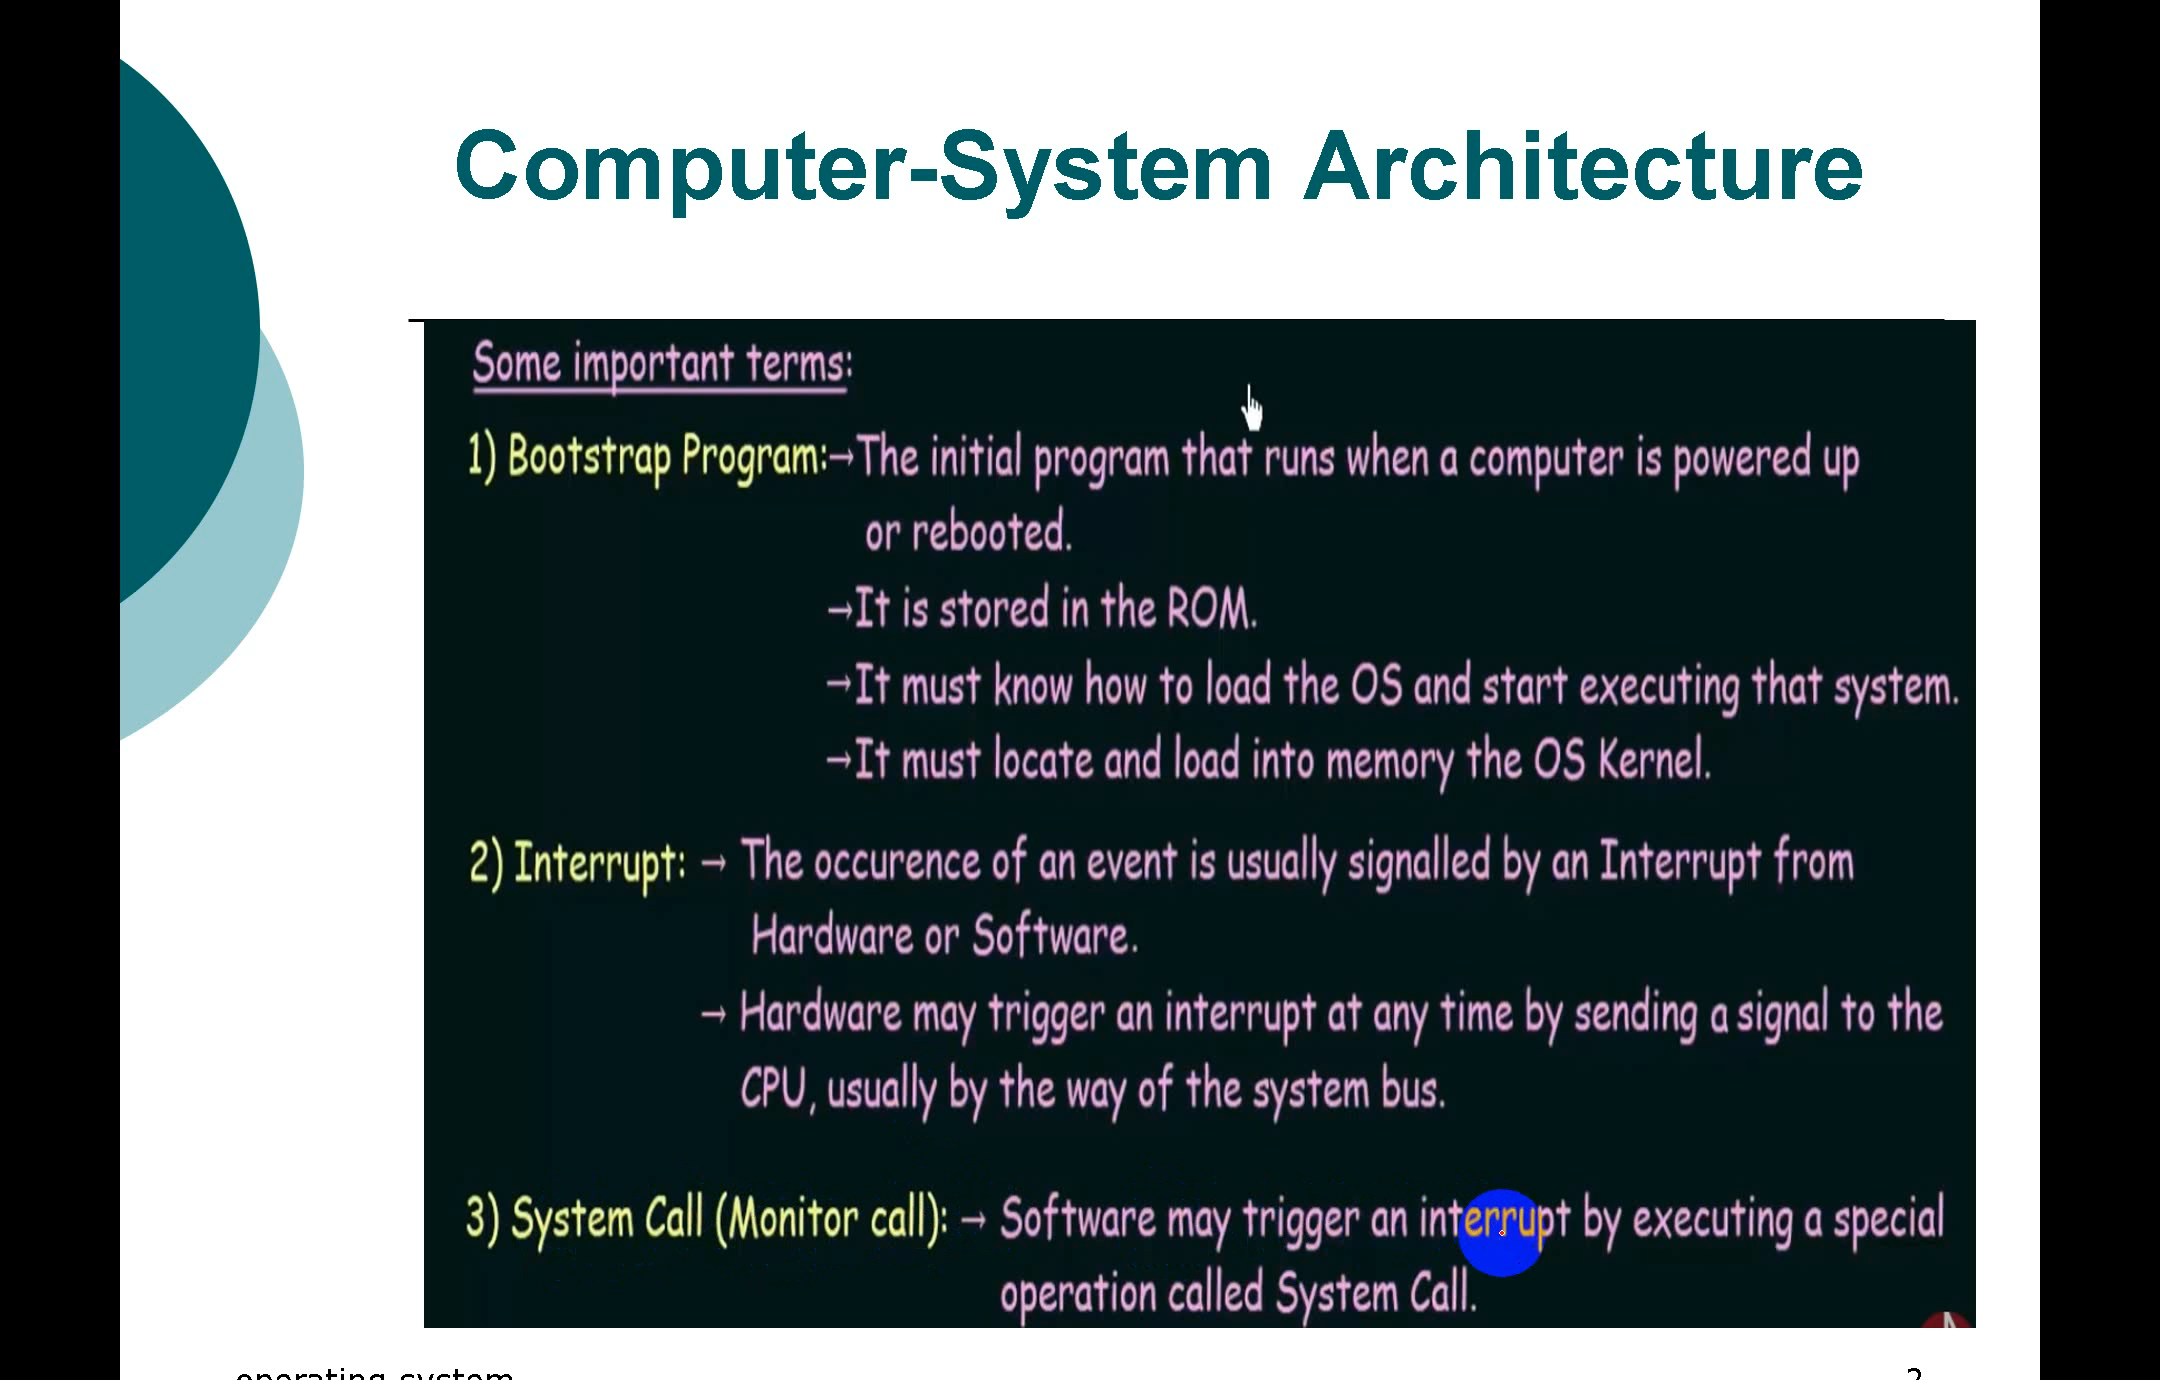 Computer-System Architecture
Some important terms:
1) Bootstrap Program:→The initial program that runs when a computer is powered up
or rebooted.
→It is stored in the ROM.
→It must know how to load the OS and start executing that system.
→It must locate and load into memory the OS Kernel.
2) Interrupt: → The occurence of an event is usually signalled by an Interrupt from
Hardware or Software.
→ Hardware may trigger an interrupt at any time by sending a signal to the
CPU, usually by the way of the system bus.
3) System Call (Monitor call): → Software may trigger an interrupt by executing a special
operation called System Call.
operating system 2